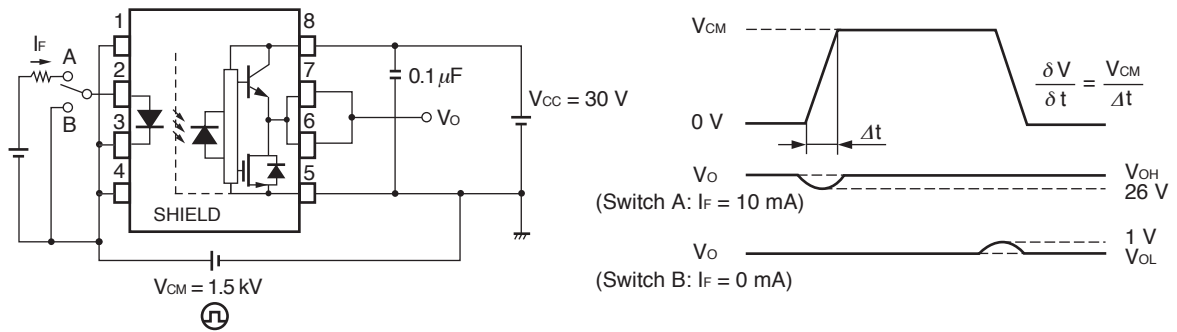 1
8
IF
A
2
7
0.1 μF
VCC = 30 V
B
VO
3
6
4
5
SHIELD
VCM = 1.5 kV
VCM
δV
δt
=
VCM
Δt
0 V
Δt
VO
VOH
26 V
(Switch A: IF = 10 mA)
1 V
VO
VOL
(Switch B: IF = 0 mA)